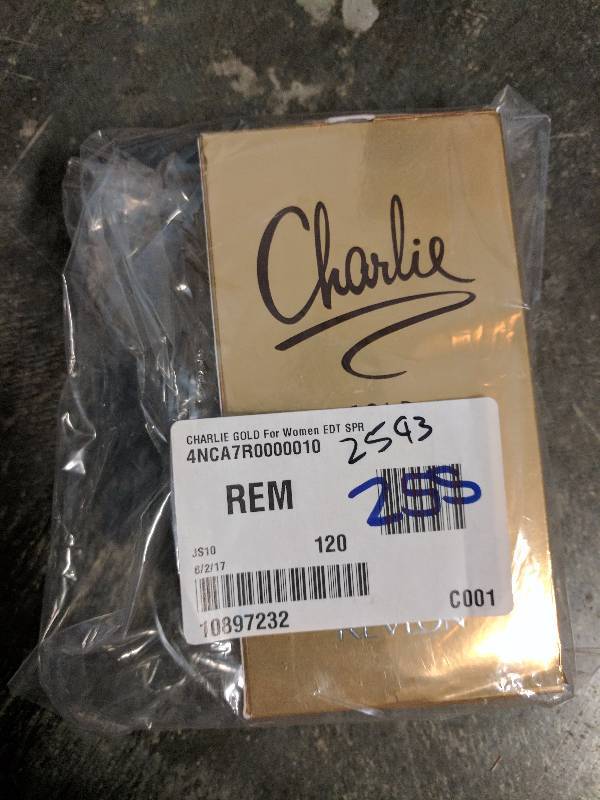 Charlie
CHARLIE GOLD For Women EDT SPR
4NCA7R0000010
2593
REM
255
JS10
120
6/2/17
10897232
C001
REVLON